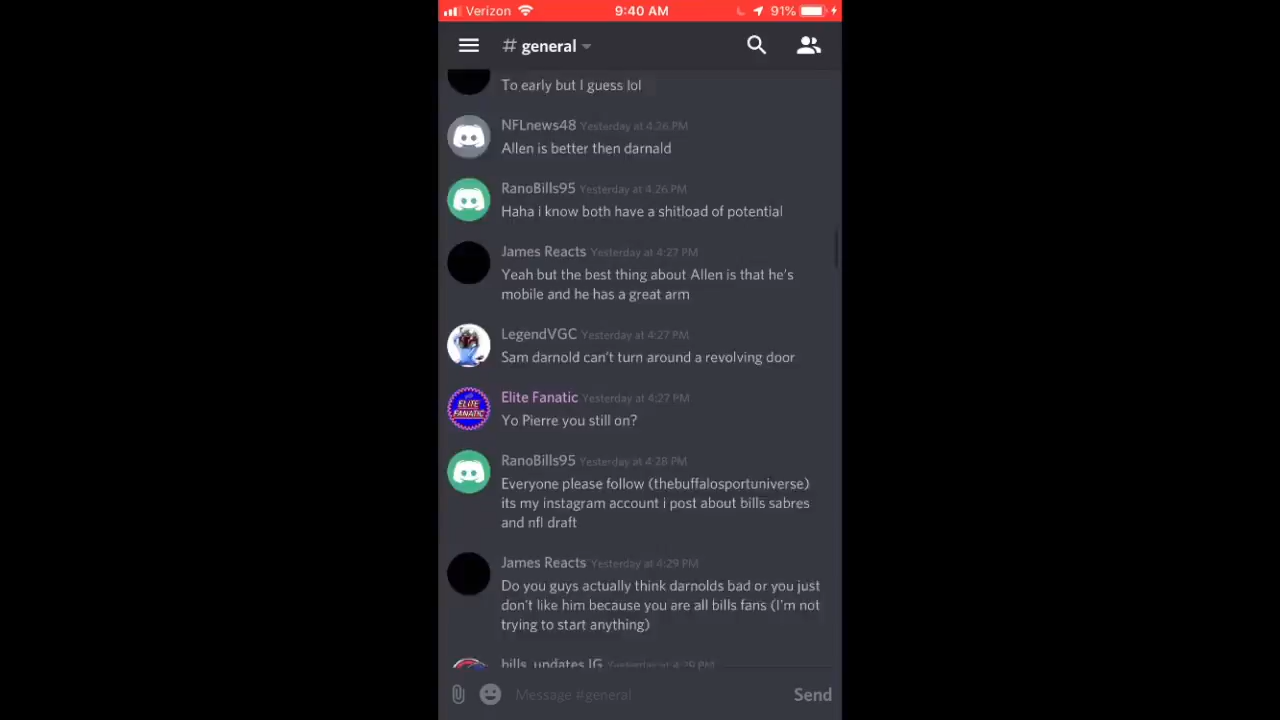 Verizon 9:40 AM 91%
# general
To early but I guess lol
NFLnews48 Yesterday at 4:26 PM
Allen is better then darnald
RanoBills95 Yesterday at 4:26 PM
Haha i know both have a shitload of potential
James Reacts Yesterday at 4:27 PM
Yeah but the best thing about Allen is that he's
mobile and he has a great arm
LegendVGC Yesterday at 4:27 PM
Sam darnold can't turn around a revolving door
Elite Fanatic Yesterday at 4:27 PM
ELITE
FANATIC
Yo Pierre you still on?
RanoBills95 Yesterday at 4:28 PM
Everyone please follow (thebuffalosportuniverse)
its my instagram account i post about bills sabres
and nfl draft
James Reacts Yesterday at 4:29 PM
Do you guys actually think darnolds bad or you just
don't like him because you are all bills fans (I'm not
trying to start anything)
bills_updates IG Yesterday at 4:29 PM
Message #general Send